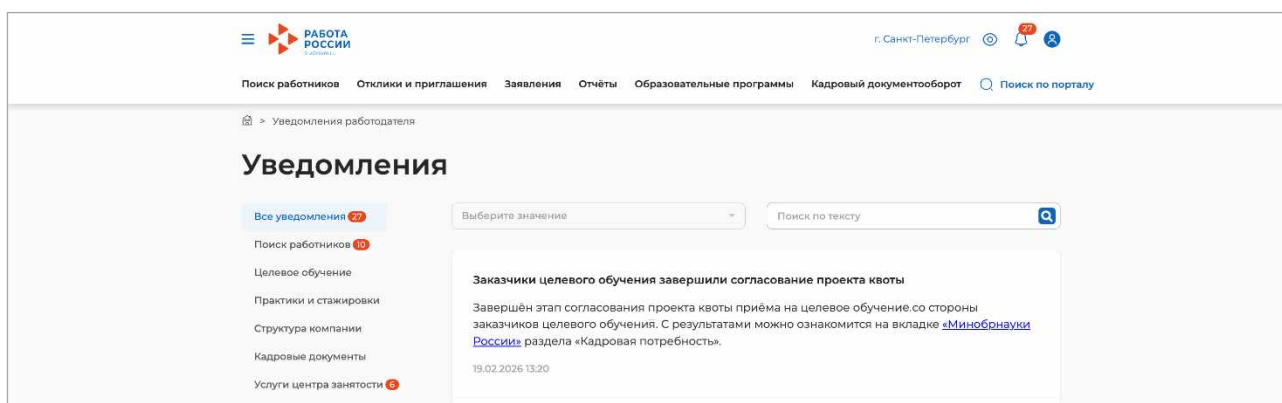 РАБОТА
РОССИИ
г. Санкт-Петербург
27
Поиск работников Отклики и приглашения Заявления Отчёты Образовательные программы Кадровый документооборот Поиск по порталу
> Уведомления работодателя
Уведомления
Все уведомления 27
Выберите значение
Поиск по тексту
Поиск работников 10
Целевое обучение
Практики и стажировки
Структура компании
Кадровые документы
Услуги центра занятости 6
Заказчики целевого обучения завершили согласование проекта квоты
Завершён этап согласования проекта квоты приёма на целевое обучение.со стороны
заказчиков целевого обучения. С результатами можно ознакомится на вкладке «Минобрнауки
России» раздела «Кадровая потребность».
19.02.2026 13:20